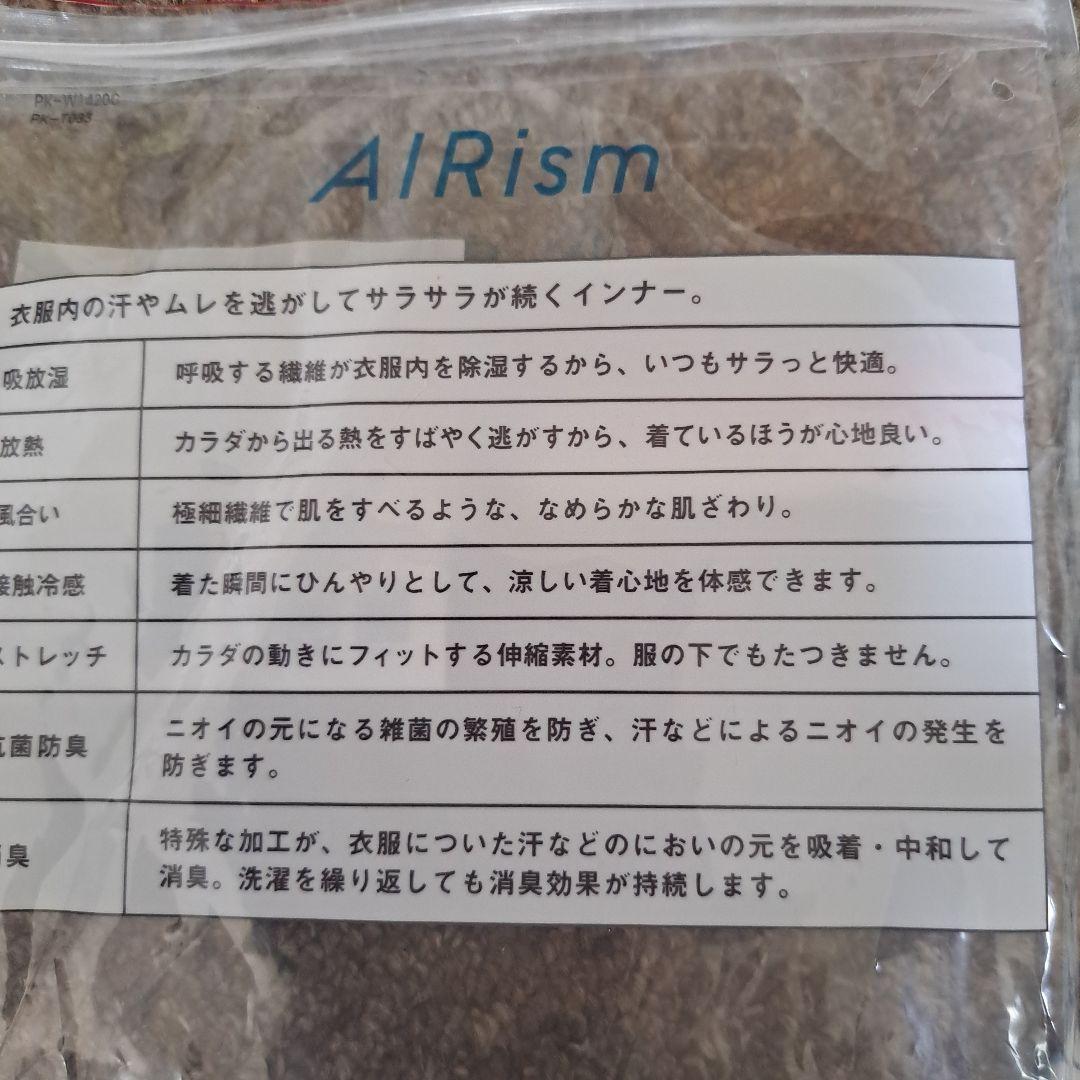 PK-W1420C
PK-T083
AIRism
衣服内の汗やムレを逃がしてサラサラが続くインナー。
吸放湿 呼吸する繊維が衣服内を除湿するから、いつもサラっと快適。
放熱 カラダから出る熱をすばやく逃がすから、着ているほうが心地良い。
風合い 極細繊維で肌をすべるような、なめらかな肌ざわり。
接触冷感 着た瞬間にひんやりとして、涼しい着心地を体感できます。
ストレッチ カラダの動きにフィットする伸縮素材。服の下でもたつきません。
抗菌防臭 ニオイの元になる雑菌の繁殖を防ぎ、汗などによるニオイの発生を
防ぎます。
消臭 特殊な加工が、衣服についた汗などのにおいの元を吸着・中和して
消臭。洗濯を繰り返しても消臭効果が持続します。